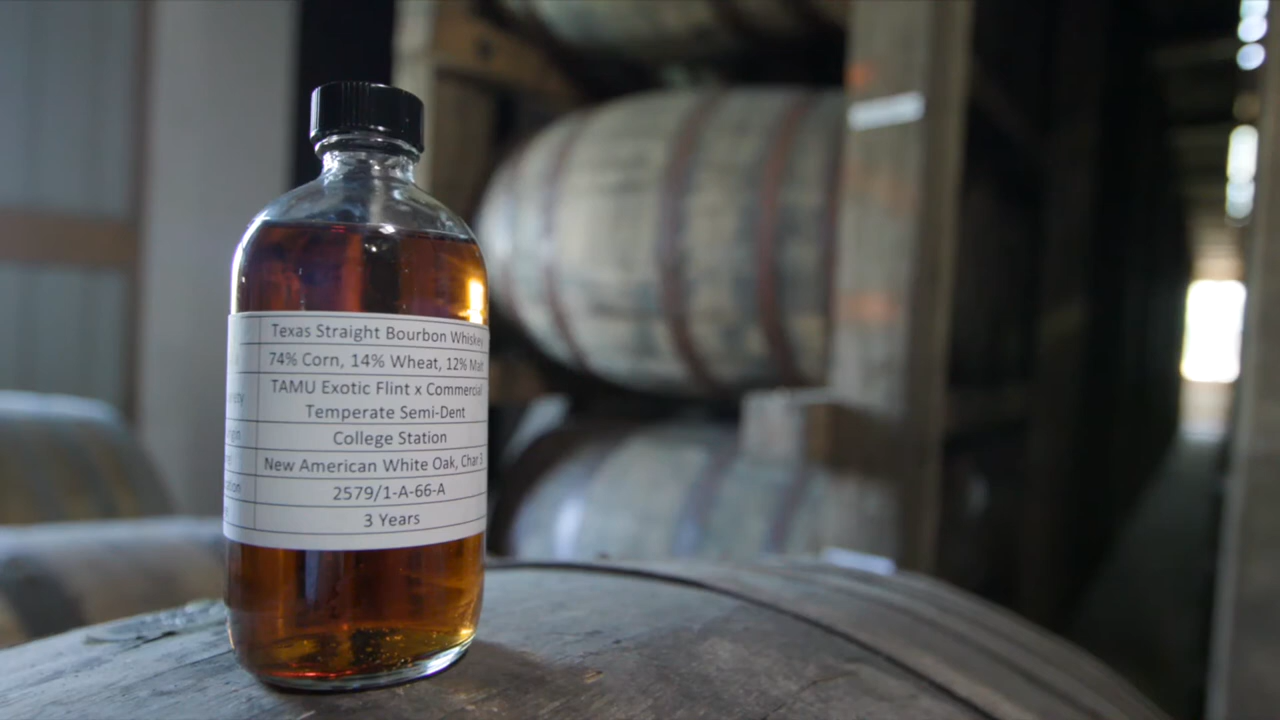 Texas Straight Bourbon Whiskey
74% Corn, 14% Wheat, 12% Malt
TAMU Exotic Flint x Commercial
Temperate Semi-Dent
College Station
New American White Oak, Char 3
2579/1-A-66-A
3 Years